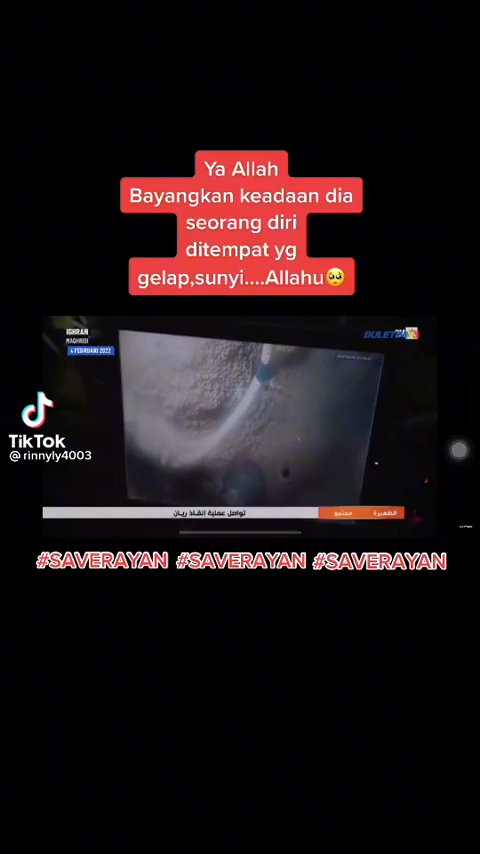 Ya Allah
Bayangkan keadaan dia
seorang diri
ditempat yg
gelap,sunyi....Allahu🥺
IGHRAN
MAGHRIBI
4 FEBRUARI 2022
BULETIN
تواصل عملية انقاذ ريان
مجتمع
الظهيرة
TikTok
@rinnyly4003
#SAVERAYAN #SAVERAYAN #SAVERAYAN